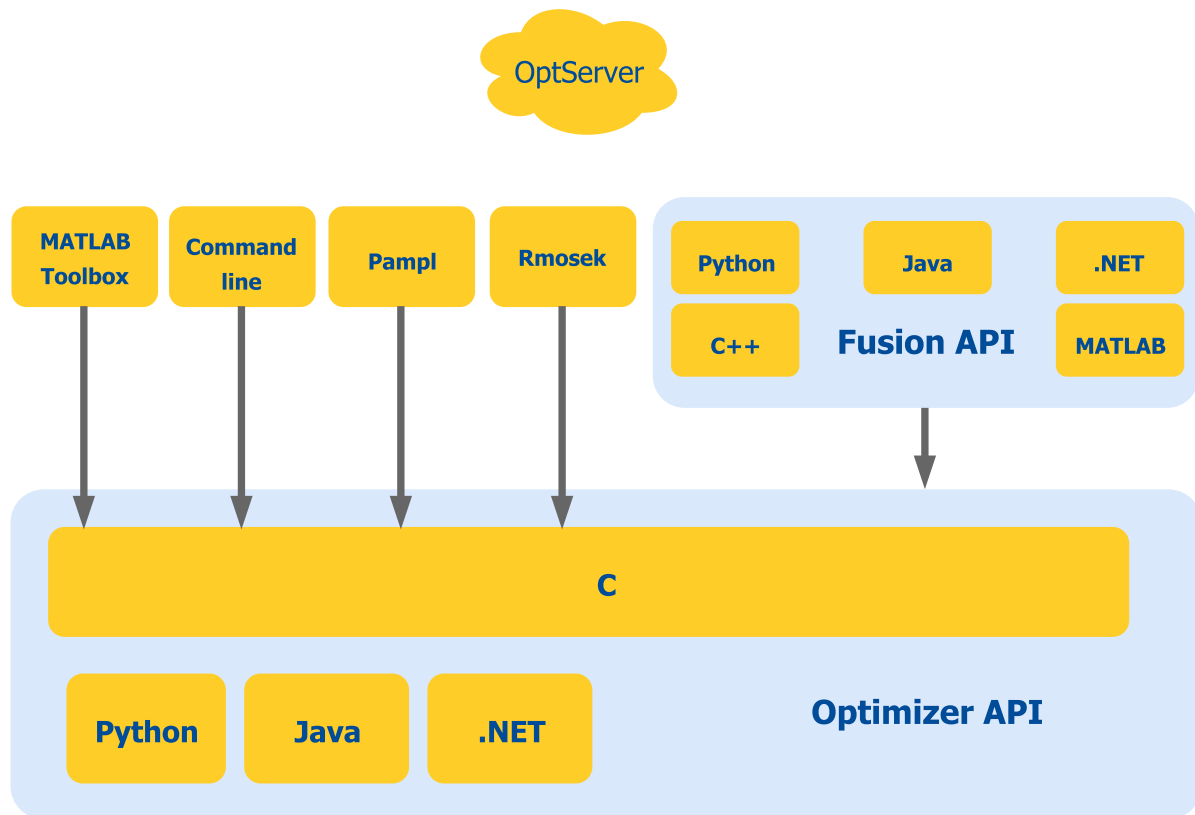 OptServer
MATLAB
Toolbox
Command
line
Pampl
Rmosek
Python
Java
.NET
C++
Fusion API
MATLAB
C
Python
Java
.NET
Optimizer API